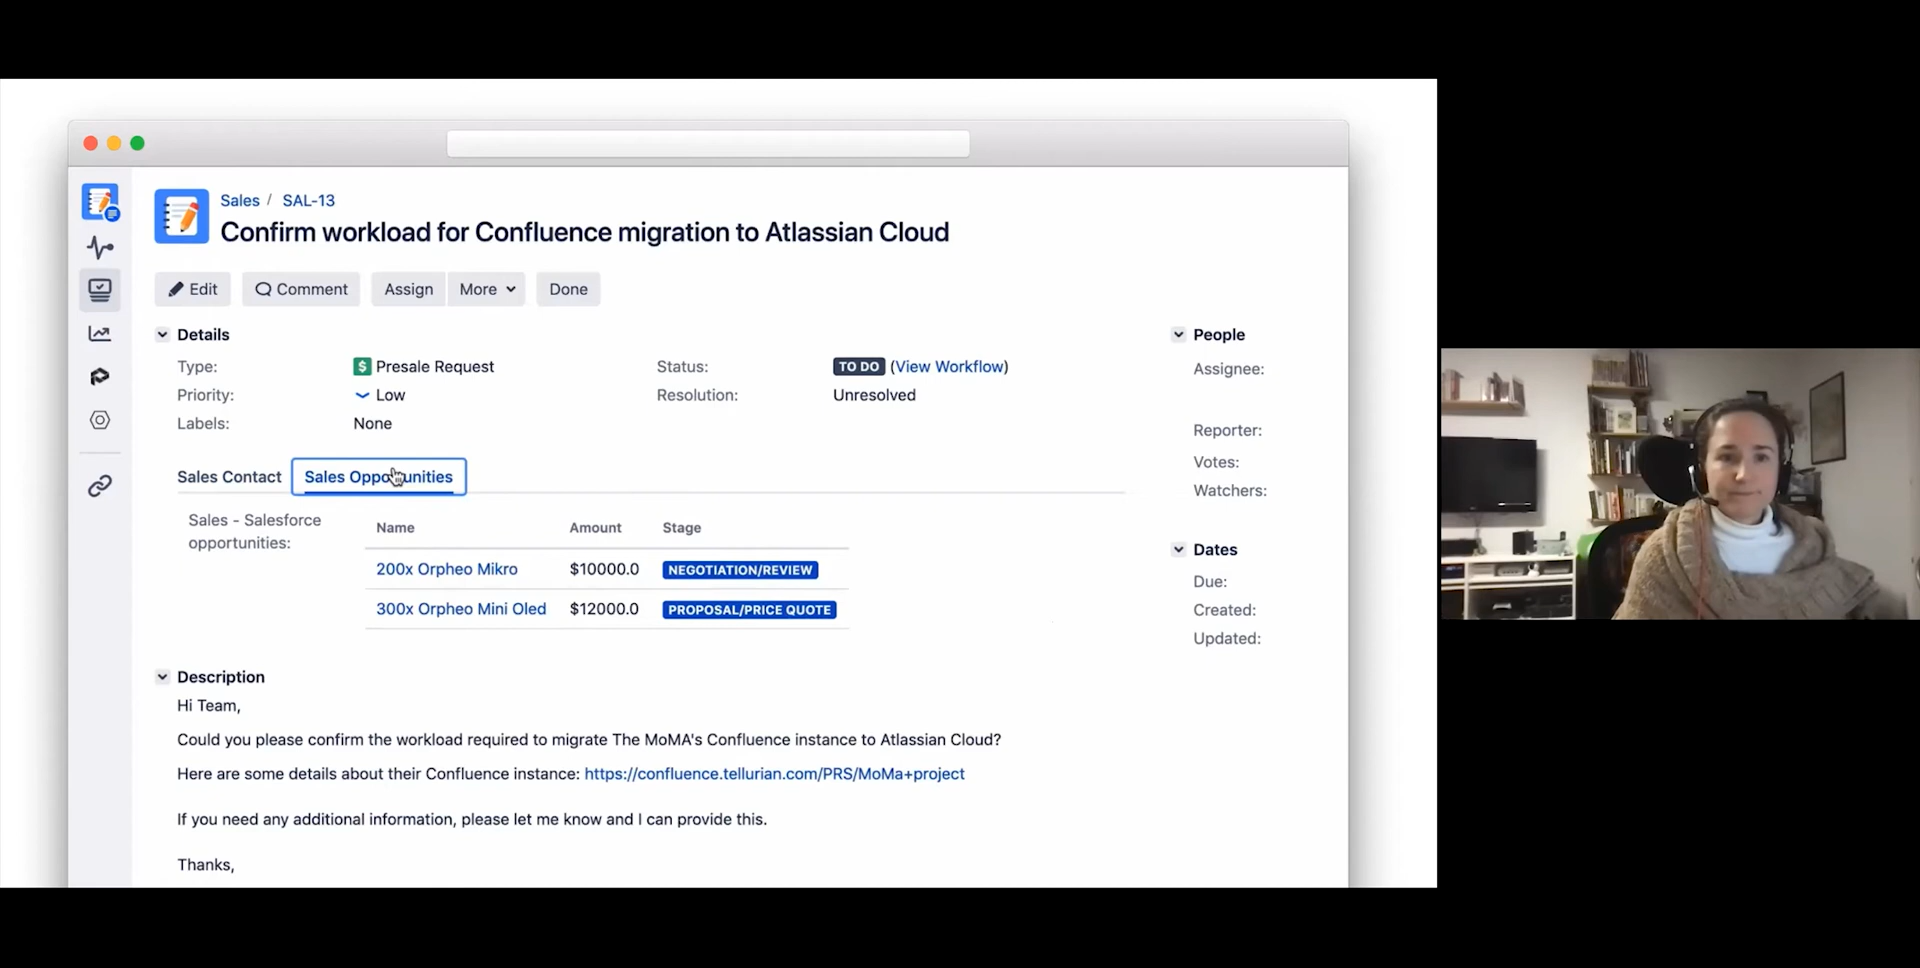 Sales / SAL-13
Confirm workload for Confluence migration to Atlassian Cloud
Edit Comment Assign More Done
Details
Type: Presale Request Status: TO DO (View Workflow)
Priority: Low Resolution: Unresolved
Labels: None
Sales Contact Sales Opportunities
Sales - Salesforce opportunities:
Name Amount Stage
200x Orpheo Mikro $10000.0 NEGOTIATION/REVIEW
300x Orpheo Mini Oled $12000.0 PROPOSAL/PRICE QUOTE
Description
Hi Team,
Could you please confirm the workload required to migrate The MoMA's Confluence instance to Atlassian Cloud?
Here are some details about their Confluence instance: https://confluence.tellurian.com/PRS/MoMa+project
If you need any additional information, please let me know and I can provide this.
Thanks,
People
Assignee:
Reporter:
Votes:
Watchers:
Dates
Due:
Created:
Updated: